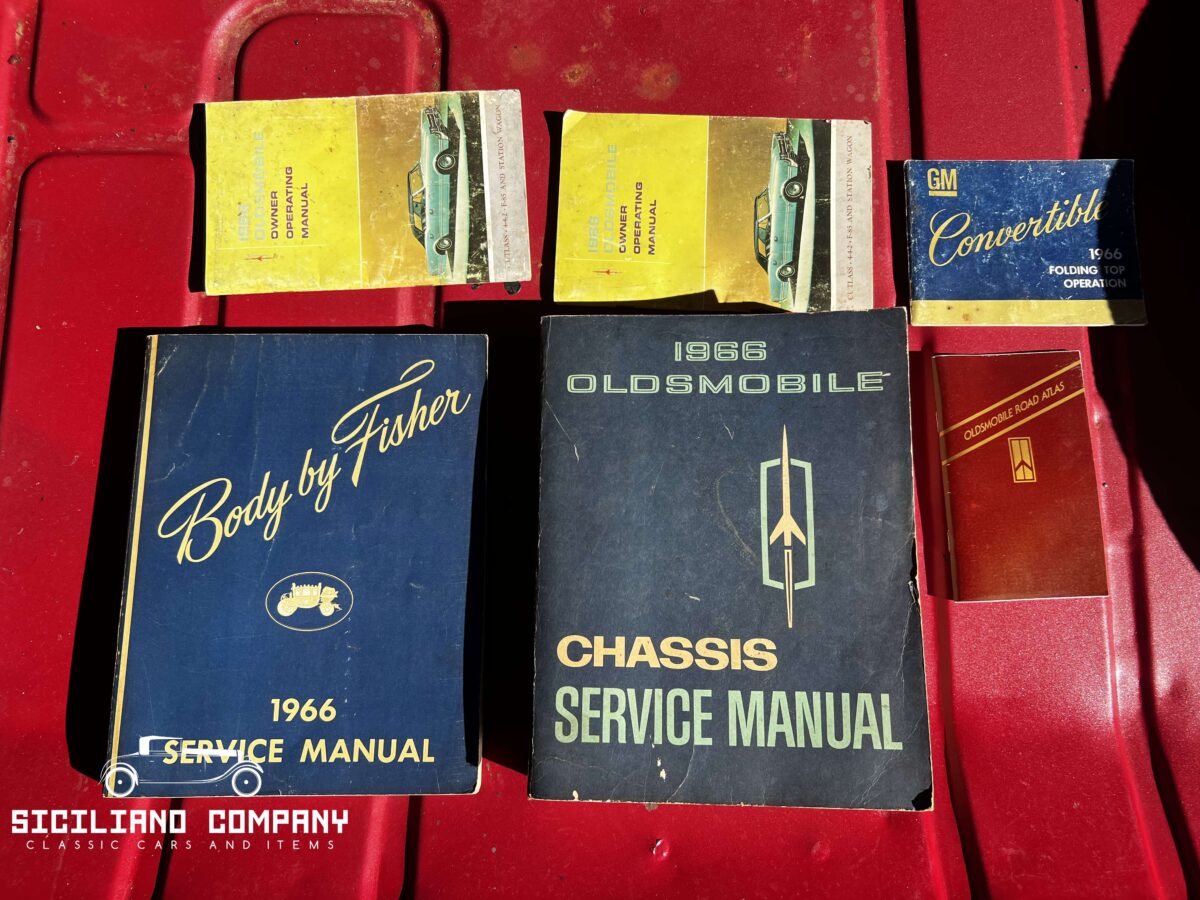 1966
OLDSMOBILE
OWNER
OPERATING
MANUAL
CUTLASS • 4-4-2 • F-85 AND STATION WAGON
1966
OLDSMOBILE
OWNER
OPERATING
MANUAL
CUTLASS • 4-4-2 • F-85 AND STATION WAGON
GM
Convertible
1966
FOLDING TOP
OPERATION
Body by Fisher
1966
SERVICE MANUAL
1966
OLDSMOBILE
CHASSIS
SERVICE MANUAL
OLDSMOBILE ROAD ATLAS
SICILIANO COMPANY
CLASSIC CARS AND ITEMS